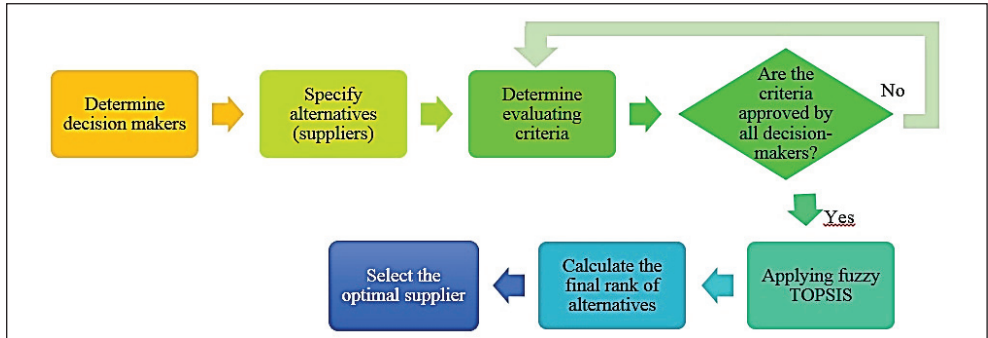 Determine
decision makers
Specify
alternatives
(suppliers)
Determine
evaluating
criteria
Are the
criteria
approved by
all decision-
makers?
No
Yes
Applying fuzzy
TOPSIS
Calculate the
final rank of
alternatives
Select the
optimal supplier